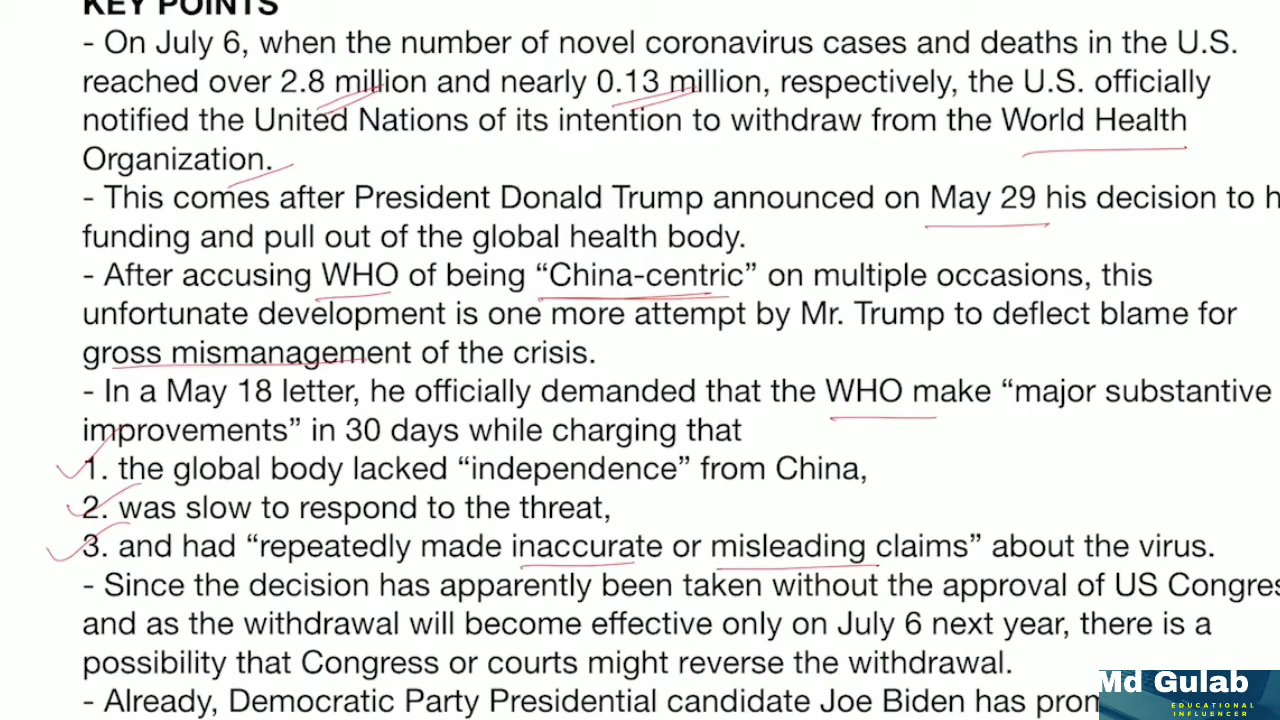 KEY POINTS
- On July 6, when the number of novel coronavirus cases and deaths in the U.S.
reached over 2.8 million and nearly 0.13 million, respectively, the U.S. officially
notified the United Nations of its intention to withdraw from the World Health
Organization.
- This comes after President Donald Trump announced on May 29 his decision to
funding and pull out of the global health body.
- After accusing WHO of being “China-centric” on multiple occasions, this
unfortunate development is one more attempt by Mr. Trump to deflect blame for
gross mismanagement of the crisis.
- In a May 18 letter, he officially demanded that the WHO make “major substantive
improvements” in 30 days while charging that
1. the global body lacked “independence” from China,
2. was slow to respond to the threat,
3. and had “repeatedly made inaccurate or misleading claims” about the virus.
- Since the decision has apparently been taken without the approval of US
and as the withdrawal will become effective only on July 6 next year, there is a
possibility that Congress or courts might reverse the withdrawal.
- Already, Democratic Party Presidential candidate Joe Biden has
Md Gulab
EDUCATIONAL
INFLUENCER